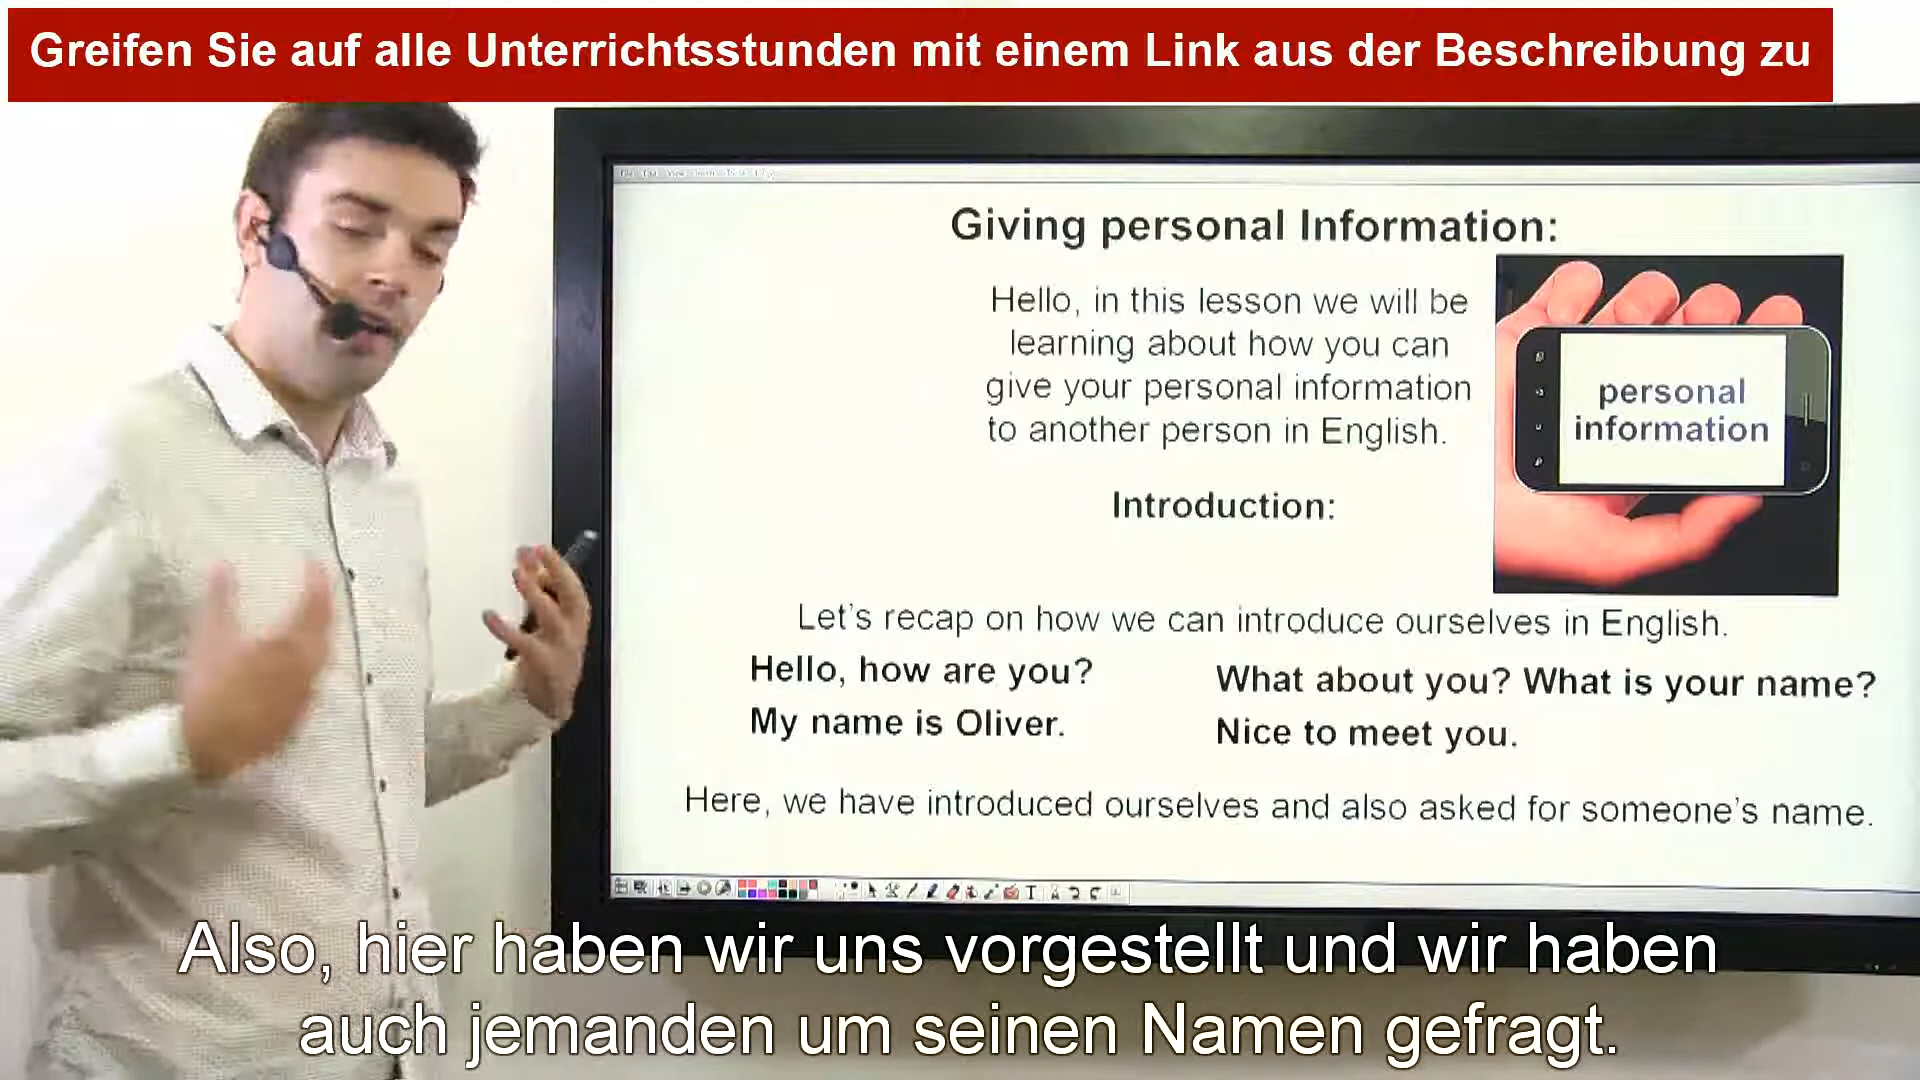 Greifen Sie auf alle Unterrichtsstunden mit einem Link aus der Beschreibung zu
Giving personal Information:
Hello, in this lesson we will be
learning about how you can
give your personal information
to another person in English.
personal
information
Introduction:
Let's recap on how we can introduce ourselves in English.
Hello, how are you?
My name is Oliver.
What about you? What is your name?
Nice to meet you.
Here, we have introduced ourselves and also asked for someone's name.
Also, hier haben wir uns vorgestellt und wir haben
auch jemanden um seinen Namen gefragt.